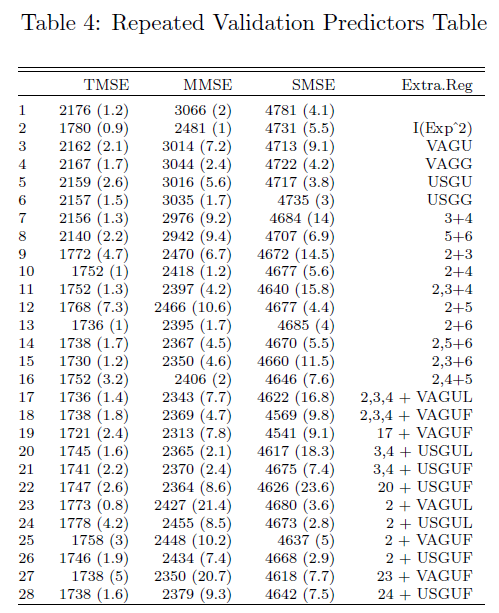 Table 4: Repeated Validation Predictors Table
TMSE MMSE SMSE Extra.Reg
1 2176 (1.2) 3066 (2) 4781 (4.1)
2 1780 (0.9) 2481 (1) 4731 (5.5) I(Expˆ2)
3 2162 (2.1) 3014 (7.2) 4713 (9.1) VAGU
4 2167 (1.7) 3044 (2.4) 4722 (4.2) VAGG
5 2159 (2.6) 3016 (5.6) 4717 (3.8) USGU
6 2157 (1.5) 3035 (1.7) 4735 (3) USGG
7 2156 (1.3) 2976 (9.2) 4684 (14) 3+4
8 2140 (2.2) 2942 (9.4) 4707 (6.9) 5+6
9 1772 (4.7) 2470 (6.7) 4672 (14.5) 2+3
10 1752 (1) 2418 (1.2) 4677 (5.6) 2+4
11 1752 (1.3) 2397 (4.2) 4640 (15.8) 2,3+4
12 1768 (7.3) 2466 (10.6) 4677 (4.4) 2+5
13 1736 (1) 2395 (1.7) 4685 (4) 2+6
14 1738 (1.7) 2367 (4.5) 4670 (5.5) 2,5+6
15 1730 (1.2) 2350 (4.6) 4660 (11.5) 2,3+6
16 1752 (3.2) 2406 (2) 4646 (7.6) 2,4+5
17 1736 (1.4) 2343 (7.7) 4622 (16.8) 2,3,4 + VAGUL
18 1738 (1.8) 2369 (4.7) 4569 (9.8) 2,3,4 + VAGUF
19 1721 (2.4) 2313 (7.8) 4541 (9.1) 17 + VAGUF
20 1745 (1.6) 2365 (2.1) 4617 (18.3) 3,4 + USGUL
21 1741 (2.2) 2370 (2.4) 4675 (7.4) 3,4 + USGUF
22 1747 (2.6) 2364 (8.6) 4626 (23.6) 20 + USGUF
23 1773 (0.8) 2427 (21.4) 4680 (3.6) 2 + VAGUL
24 1778 (4.2) 2455 (8.5) 4673 (2.8) 2 + USGUL
25 1758 (3) 2448 (10.2) 4637 (5) 2 + VAGUF
26 1746 (1.9) 2434 (7.4) 4668 (2.9) 2 + USGUF
27 1738 (5) 2350 (20.7) 4618 (7.7) 23 + VAGUF
28 1738 (1.6) 2379 (9.3) 4642 (7.5) 24 + USGUF